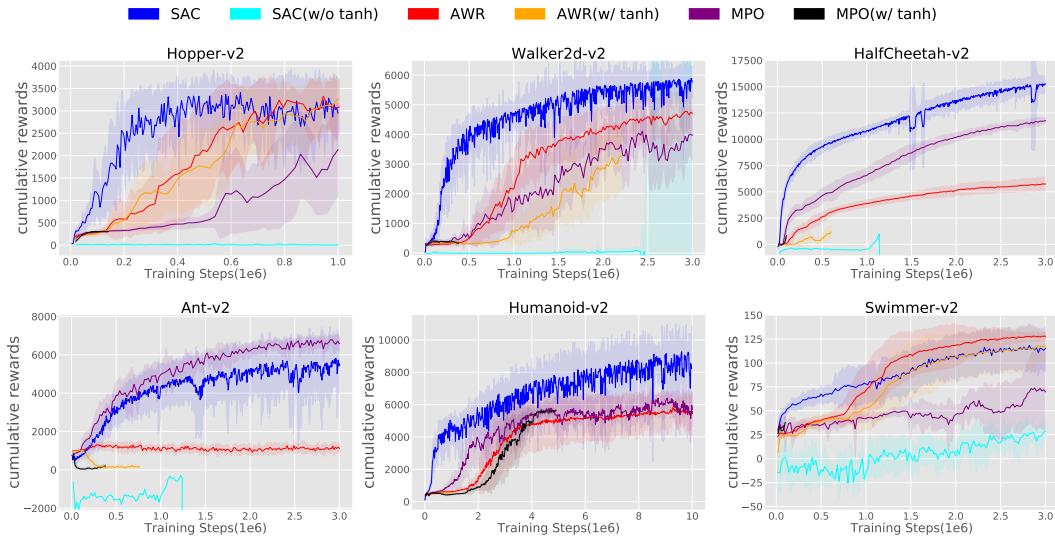 SAC SAC(w/o tanh) AWR AWR(w/ tanh) MPO MPO(w/ tanh)
Hopper-v2
cumulative rewards
4000
3500
3000
2500
2000
1500
1000
500
0
0.0 0.2 0.4 0.6 0.8 1.0
Training Steps(1e6)
Walker2d-v2
cumulative rewards
6000
5000
4000
3000
2000
1000
0
0.0 0.5 1.0 1.5 2.0 2.5 3.0
Training Steps(1e6)
HalfCheetah-v2
cumulative rewards
17500
15000
12500
10000
7500
5000
2500
0
0.0 0.5 1.0 1.5 2.0 2.5 3.0
Training Steps(1e6)
Ant-v2
cumulative rewards
8000
6000
4000
2000
0
−2000
0.0 0.5 1.0 1.5 2.0 2.5 3.0
Training Steps(1e6)
Humanoid-v2
cumulative rewards
10000
8000
6000
4000
2000
0
0 2 4 6 8 10
Training Steps(1e6)
Swimmer-v2
cumulative rewards
150
125
100
75
50
25
0
−25
−50
0.0 0.5 1.0 1.5 2.0 2.5 3.0
Training Steps(1e6)